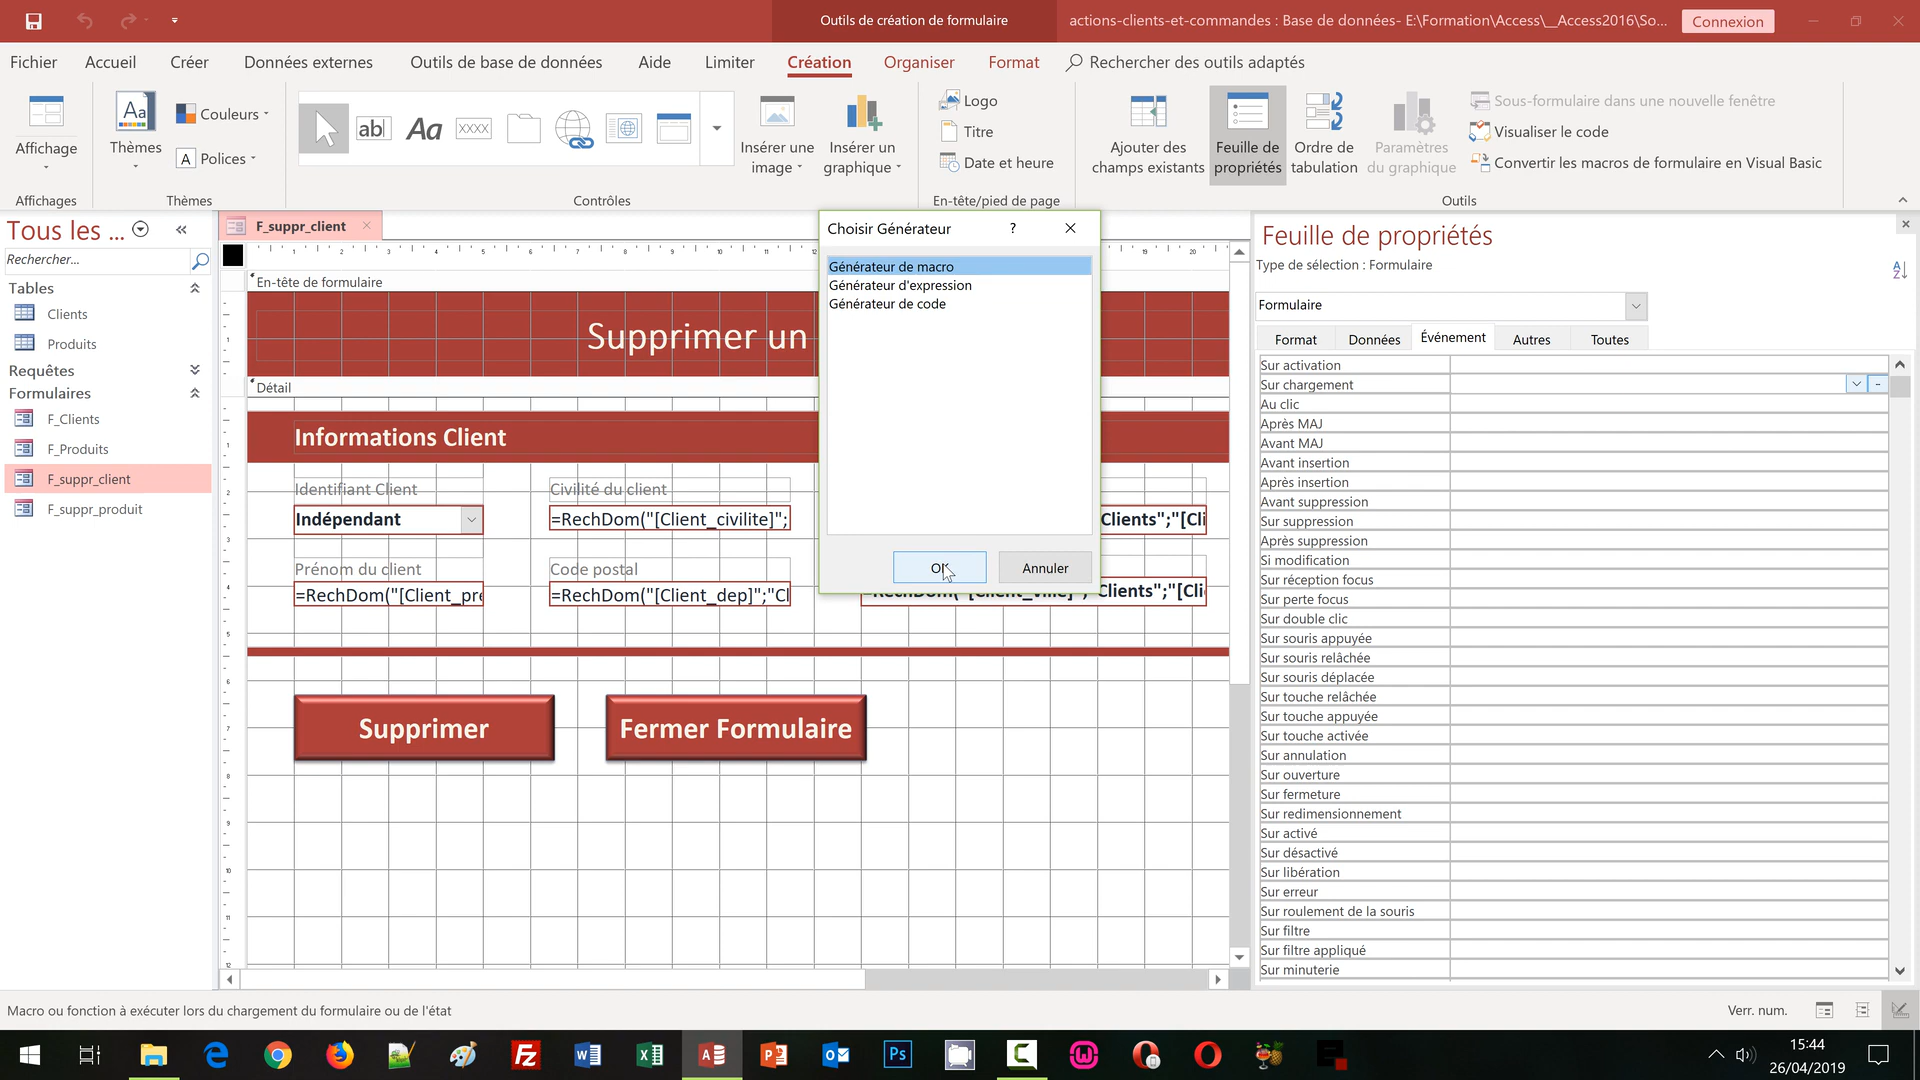 Outils de création de formulaire
actions-clients-et-commandes : Base de données- E:\Formation\Access\__Access2016\So...
Connexion
Fichier
Accueil
Créer
Données externes
Outils de base de données
Aide
Limiter
Création
Organiser
Format
Rechercher des outils adaptés
Affichage
Aa
Thèmes
Couleurs
A Polices
ab|
Aa
XXXX
Insérer une image
Insérer un graphique
Logo
Titre
Date et heure
Ajouter des champs existants
Feuille de propriétés
Ordre de tabulation
Paramètres du graphique
Sous-formulaire dans une nouvelle fenêtre
Visualiser le code
Convertir les macros de formulaire en Visual Basic
Affichages
Thèmes
Contrôles
En-tête/pied de page
Outils
Tous les ...
Rechercher...
Tables
Clients
Produits
Requêtes
Formulaires
F_Clients
F_Produits
F_suppr_client
F_suppr_produit
F_suppr_client
En-tête de formulaire
Supprimer un
Détail
Informations Client
Identifiant Client
Civilité du client
Indépendant
=RechDom("[Client_civilite]";
Clients";"[Cli
Prénom du client
Code postal
=RechDom("[Client_pre
=RechDom("[Client_dep]";"Cl
=RechDom("[Client_ville]";"Clients";"[Cli
Supprimer
Fermer Formulaire
Choisir Générateur
?
Générateur de macro
Générateur d'expression
Générateur de code
OK
Annuler
Feuille de propriétés
Type de sélection : Formulaire
Formulaire
Format
Données
Événement
Autres
Toutes
Sur activation
Sur chargement
Au clic
Après MAJ
Avant MAJ
Avant insertion
Après insertion
Avant suppression
Sur suppression
Après suppression
Si modification
Sur réception focus
Sur perte focus
Sur double clic
Sur souris appuyée
Sur souris relâchée
Sur souris déplacée
Sur touche relâchée
Sur touche appuyée
Sur touche activée
Sur annulation
Sur ouverture
Sur fermeture
Sur redimensionnement
Sur activé
Sur désactivé
Sur libération
Sur erreur
Sur roulement de la souris
Sur filtre
Sur filtre appliqué
Sur minuterie
Macro ou fonction à exécuter lors du chargement du formulaire ou de l'état
Verr. num.
15:44
26/04/2019